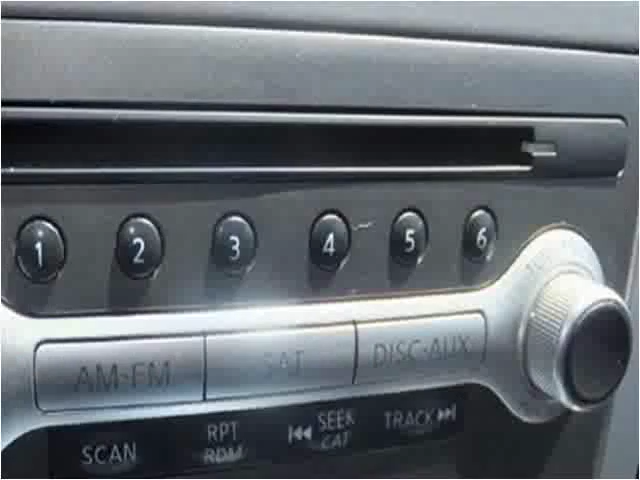 1 2 3 4 5 6
AM-FM SAT DISC-AUX
SCAN RPT SEEK TRACK
RDM CAT